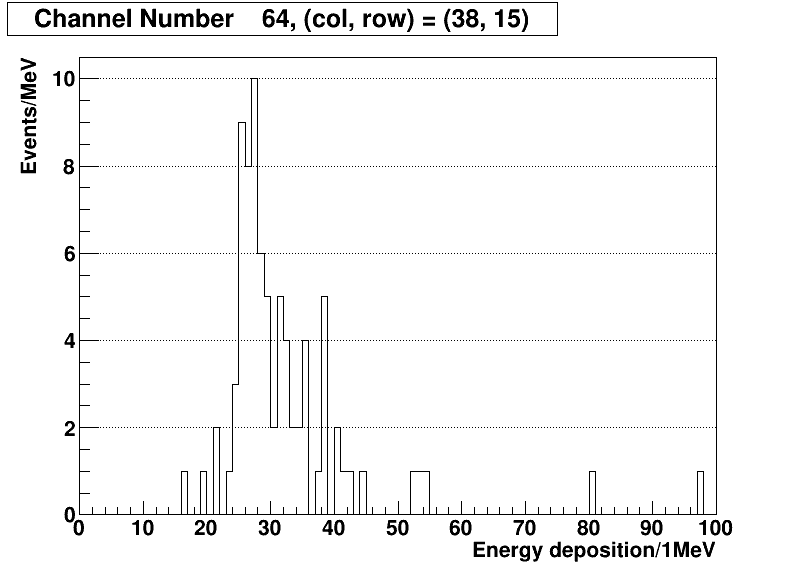 Channel Number 64, (col, row) = (38, 15)
Events/MeV
10
8
6
4
2
0
0 10 20 30 40 50 60 70 80 90 100
Energy deposition/1MeV